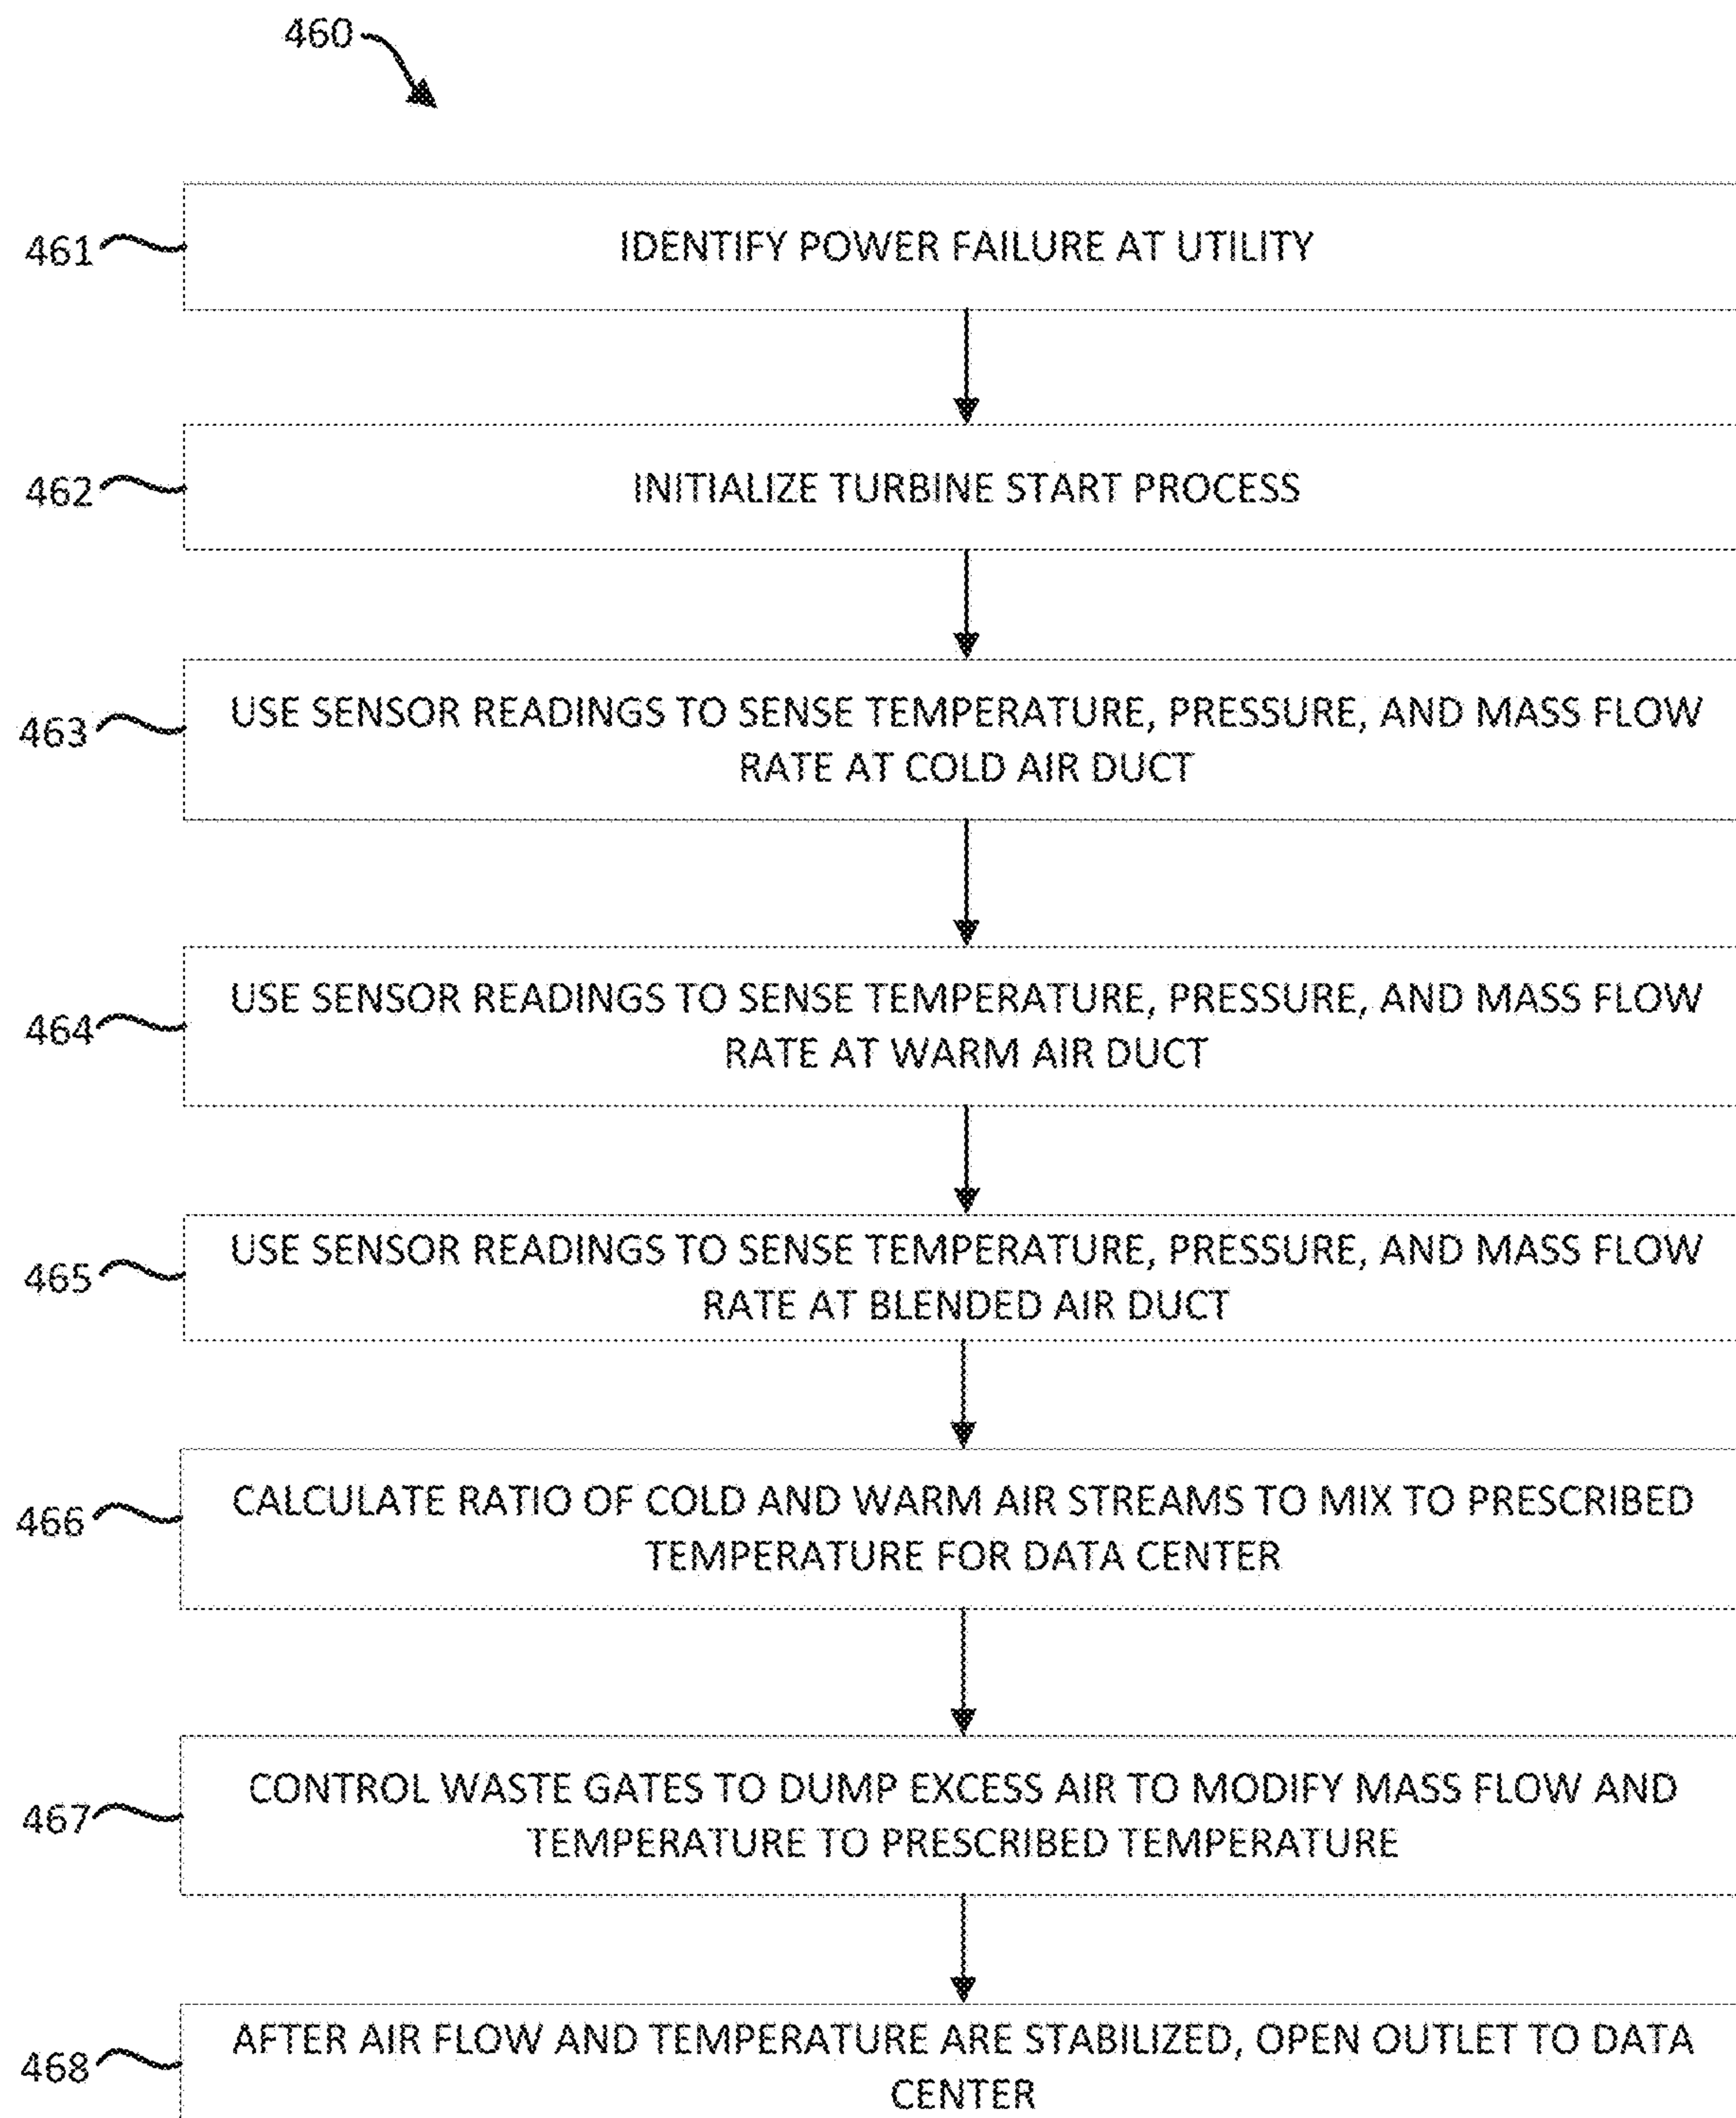 460
461
IDENTIFY POWER FAILURE AT UTILITY
462
INITIALIZE TURBINE START PROCESS
463
USE SENSOR READINGS TO SENSE TEMPERATURE, PRESSURE, AND MASS FLOW
RATE AT COLD AIR DUCT
464
USE SENSOR READINGS TO SENSE TEMPERATURE, PRESSURE, AND MASS FLOW
RATE AT WARM AIR DUCT
465
USE SENSOR READINGS TO SENSE TEMPERATURE, PRESSURE, AND MASS FLOW
RATE AT BLENDED AIR DUCT
466
CALCULATE RATIO OF COLD AND WARM AIR STREAMS TO MIX TO PRESCRIBED
TEMPERATURE FOR DATA CENTER
467
CONTROL WASTE GATES TO DUMP EXCESS AIR TO MODIFY MASS FLOW AND
TEMPERATURE TO PRESCRIBED TEMPERATURE
468
AFTER AIR FLOW AND TEMPERATURE ARE STABILIZED, OPEN OUTLET TO DATA
CENTER